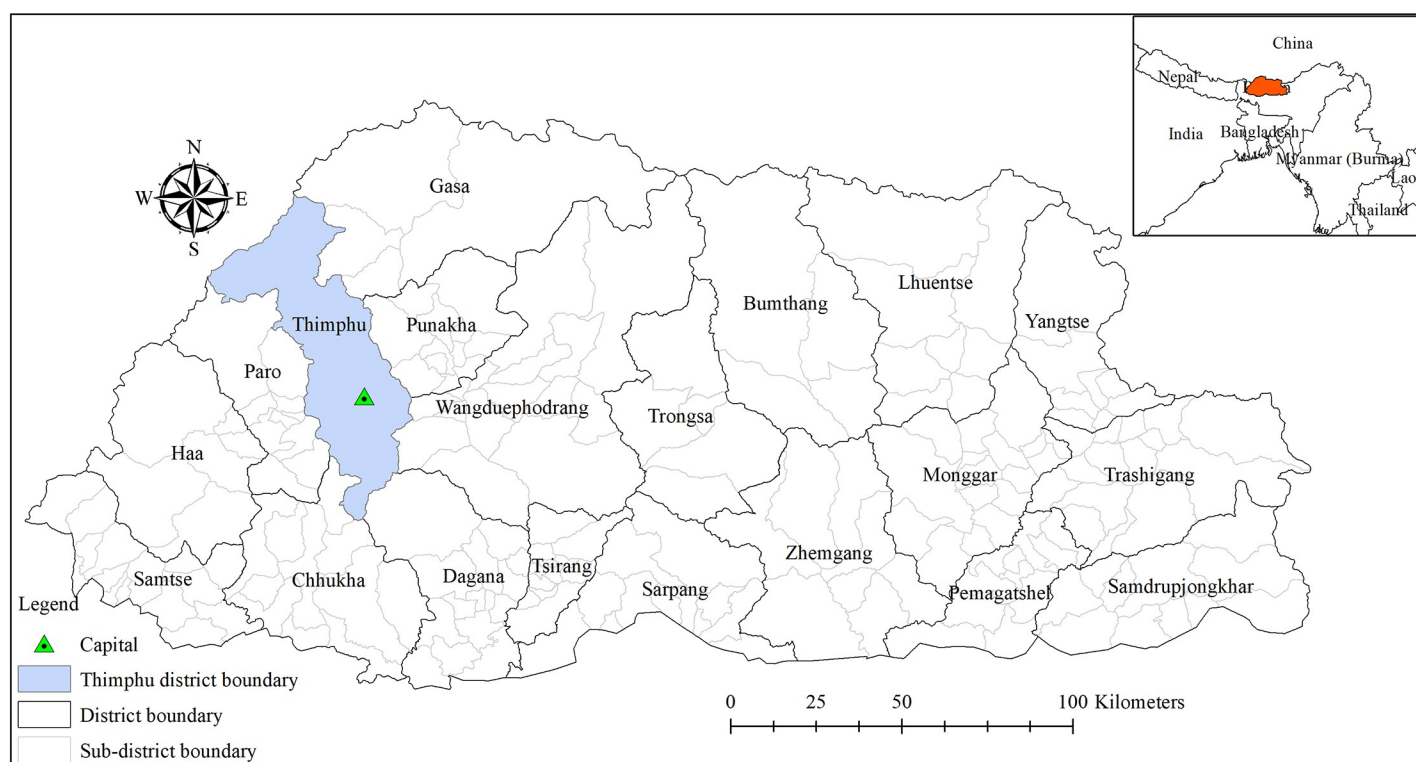 China
Nepal
India
Bangladesh
Myanmar (Burma)
Lao
Thailand
N
W
E
S
Gasa
Thimphu
Punakha
Bumthang
Lhuentse
Yangtse
Paro
Wangduephodrang
Trongsa
Haa
Monggar
Trashigang
Samtse
Chhukha
Dagana
Tsirang
Sarpang
Zhemgang
Pemagatshel
Samdrupjongkhar
Legend
Capital
Thimphu district boundary
District boundary
Sub-district boundary
0 25 50 100 Kilometers